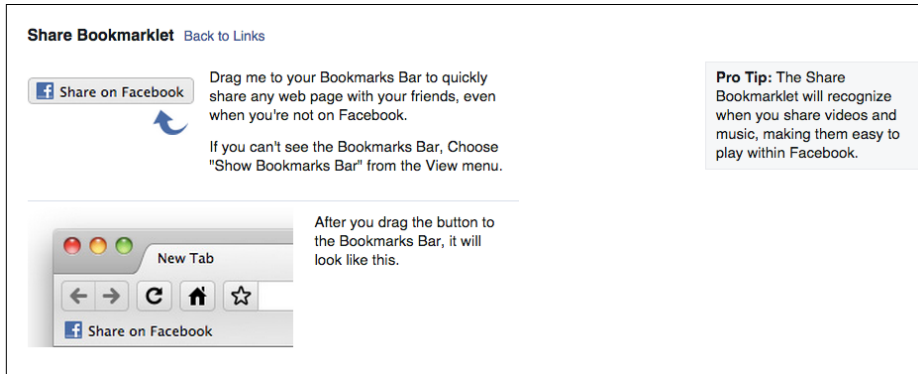 Share Bookmarklet Back to Links
Share on Facebook
Drag me to your Bookmarks Bar to quickly
share any web page with your friends, even
when you're not on Facebook.
If you can't see the Bookmarks Bar, Choose
"Show Bookmarks Bar" from the View menu.
Pro Tip: The Share
Bookmarklet will recognize
when you share videos and
music, making them easy to
play within Facebook.
After you drag the button to
the Bookmarks Bar, it will
look like this.
New Tab
Share on Facebook